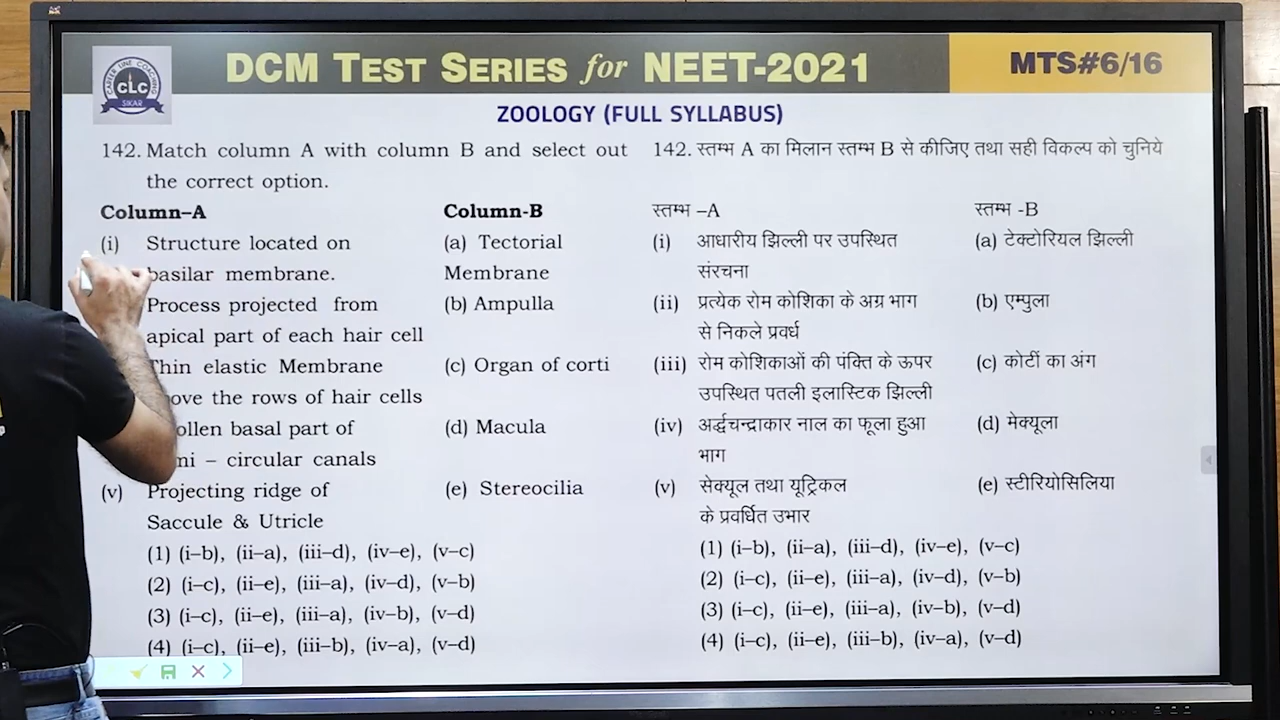 DCM TEST SERIES for NEET-2021
MTS#6/16
CAREER LINE COACHING
CLC
SIKAR
ZOOLOGY (FULL SYLLABUS)
142. Match column A with column B and select out
the correct option.
Column–A Column-B
(i) Structure located on (a) Tectorial
basilar membrane. Membrane
Process projected from (b) Ampulla
apical part of each hair cell
Thin elastic Membrane (c) Organ of corti
ove the rows of hair cells
ollen basal part of (d) Macula
mi – circular canals
(v) Projecting ridge of (e) Stereocilia
Saccule & Utricle
(1) (i–b), (ii–a), (iii–d), (iv–e), (v–c)
(2) (i–c), (ii–e), (iii–a), (iv–d), (v–b)
(3) (i–c), (ii–e), (iii–a), (iv–b), (v–d)
(4) (i–c), (ii–e), (iii–b), (iv–a), (v–d)
142. स्तम्भ A का मिलान स्तम्भ B से कीजिए तथा सही विकल्प को चुनिये
स्तम्भ –A स्तम्भ -B
(i) आधारीय झिल्ली पर उपस्थित (a) टेक्टोरियल झिल्ली
संरचना
(ii) प्रत्येक रोम कोशिका के अग्र भाग (b) एम्पुला
से निकले प्रवर्ध
(iii) रोम कोशिकाओं की पंक्ति के ऊपर (c) कोर्टी का अंग
उपस्थित पतली इलास्टिक झिल्ली
(iv) अर्द्धचन्द्राकार नाल का फूला हुआ (d) मेक्यूला
भाग
(v) सेक्यूल तथा यूट्रिकल (e) स्टीरियोसिलिया
के प्रवर्धित उभार
(1) (i–b), (ii–a), (iii–d), (iv–e), (v–c)
(2) (i–c), (ii–e), (iii–a), (iv–d), (v–b)
(3) (i–c), (ii–e), (iii–a), (iv–b), (v–d)
(4) (i–c), (ii–e), (iii–b), (iv–a), (v–d)